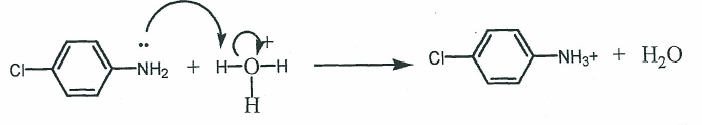 Cl NH₂ + H-O-H + H Cl NH₃+ + H₂O